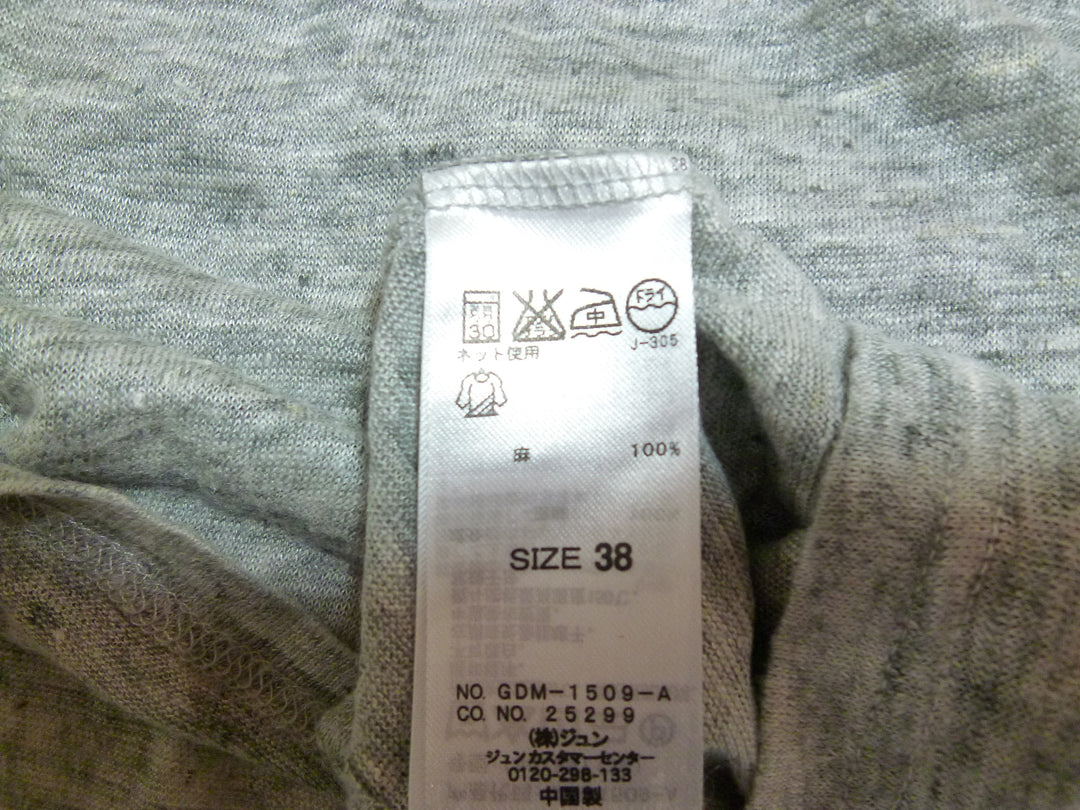 28
30
中
ドライ
ネット使用
J-305
麻 100%
SIZE 38
NO. GDM-1509-A
CO. NO. 25299
(株)ジュン
ジュンカスタマーセンター
0120-298-133
中国製